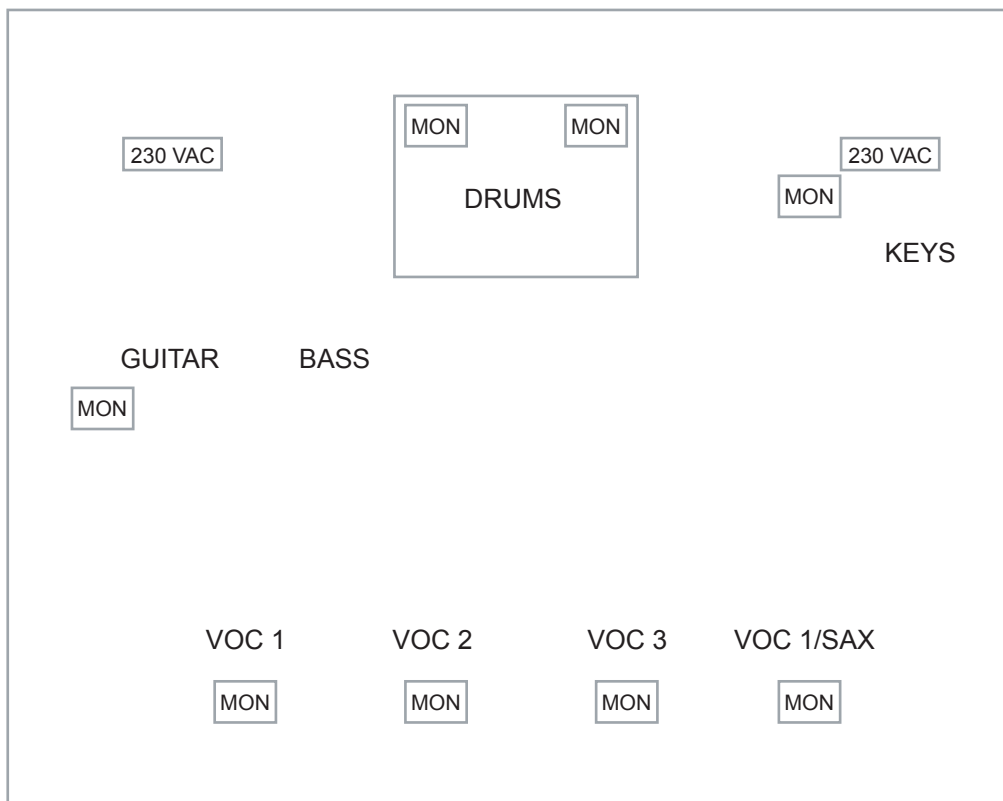 MON MON
230 VAC 230 VAC
DRUMS MON
KEYS
GUITAR BASS
MON
VOC 1 VOC 2 VOC 3 VOC 1/SAX
MON MON MON MON